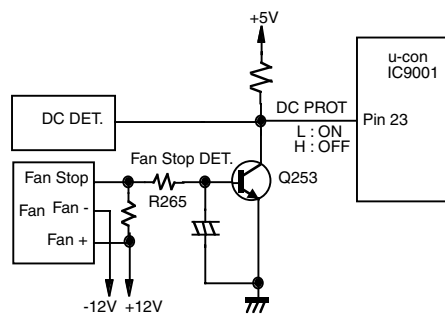 +5V
u-con
IC9001
DC DET.
DC PROT
L : ON
H : OFF
Pin 23
Fan Stop DET.
Fan Stop
Q253
R265
Fan
Fan -
Fan +
-12V
+12V